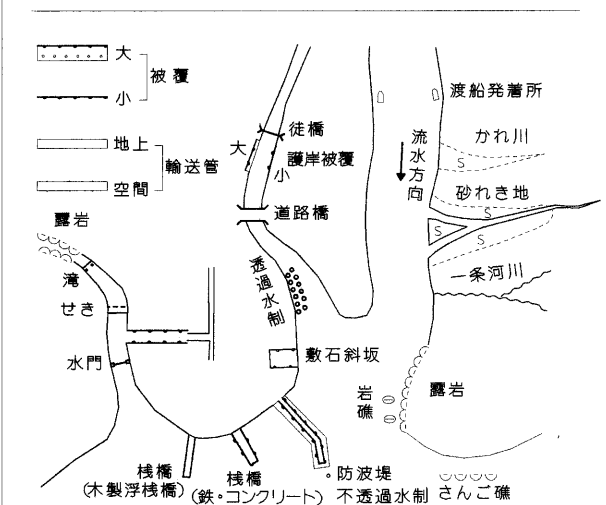 大
被覆
小
地上
輸送管
空間
露岩
滝
せき
水門
徒橋
大
護岸被覆
小
道路橋
透過水制
敷石斜坂
渡船発着所
流水方向
かれ川
S
砂れき地
S
S
S
一条河川
岩礁
露岩
桟橋
(木製浮桟橋)
桟橋
(鉄・コンクリート)
防波堤
不透過水制
さんご礁